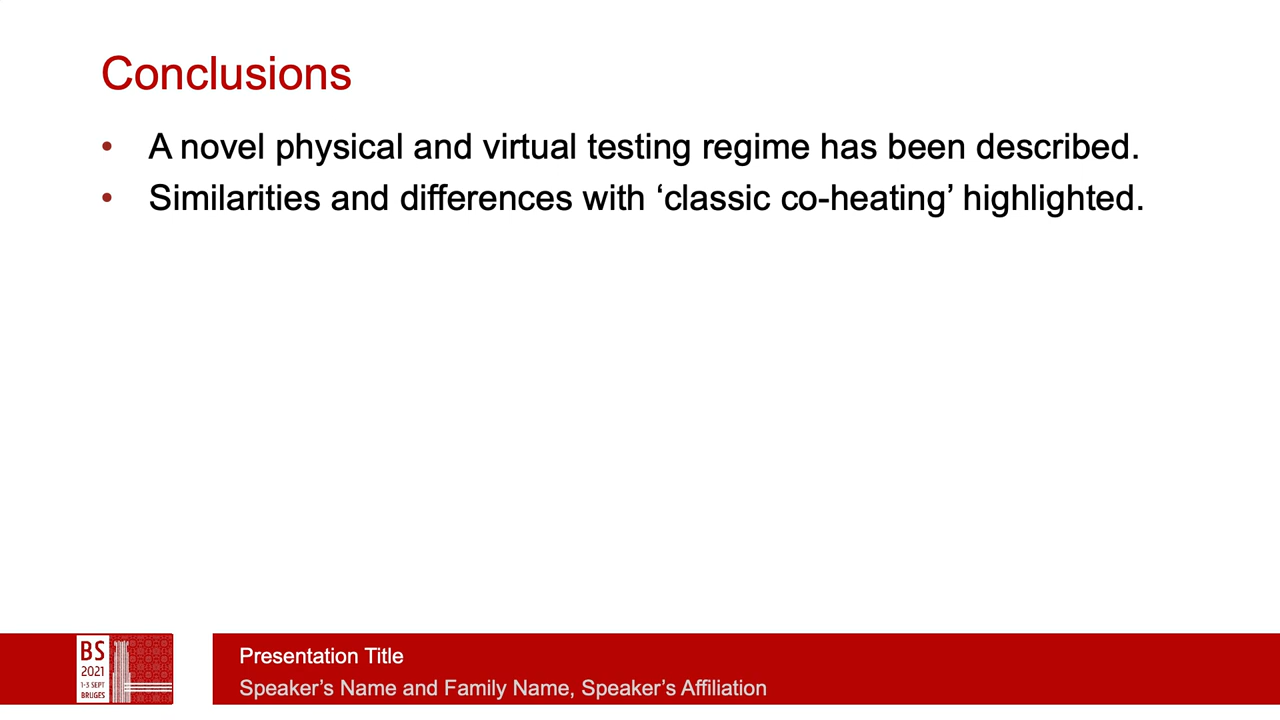 Conclusions
• A novel physical and virtual testing regime has been described.
• Similarities and differences with ‘classic co-heating’ highlighted.
BS
2021
1-3 SEPT
BRUGES
Presentation Title
Speaker’s Name and Family Name, Speaker’s Affiliation